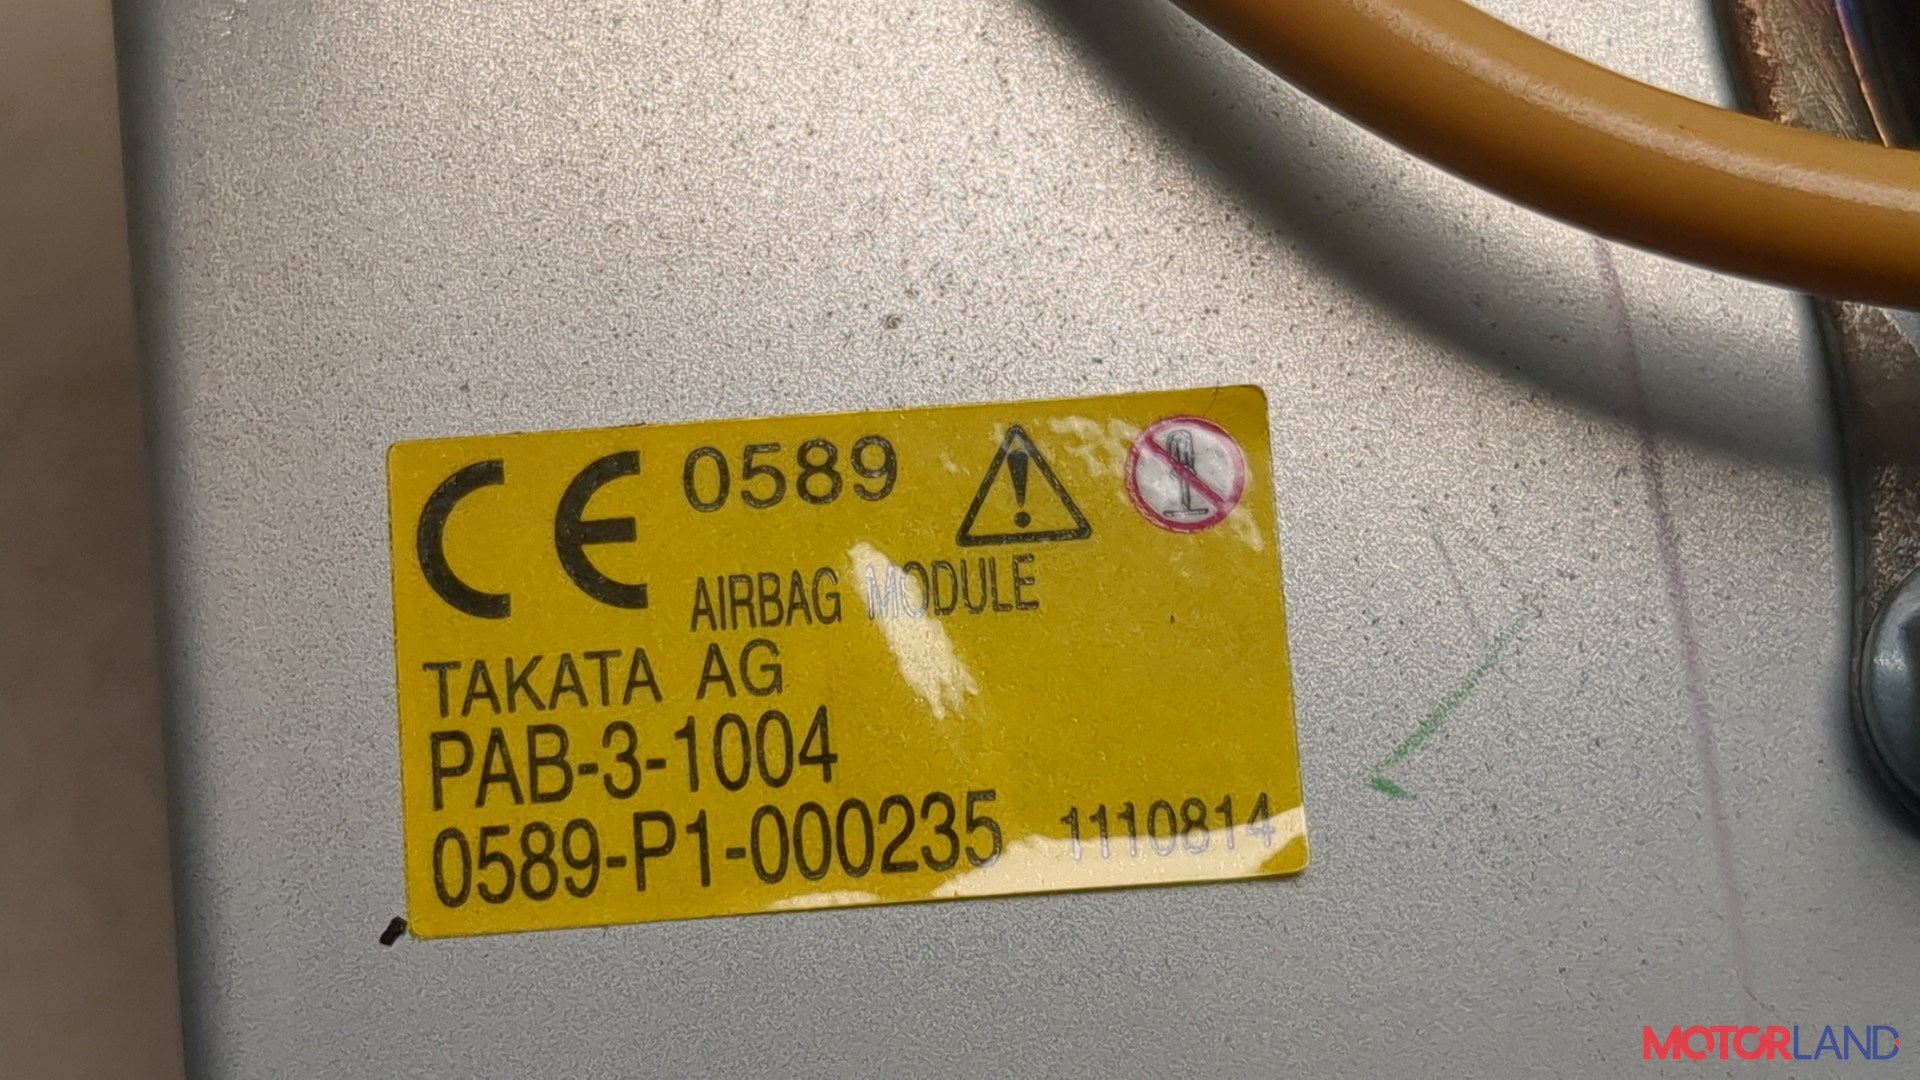 CE 0589
AIRBAG MODULE
TAKATA AG
PAB-3-1004
0589-P1-000235 1110814
MOTORLAND